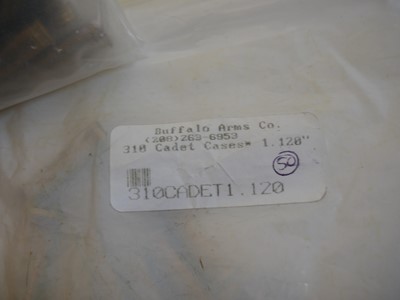 Buffalo Arms Co.
(208)263-6953
310 Cadet Cases* 1.120"
50
310CADET1.120